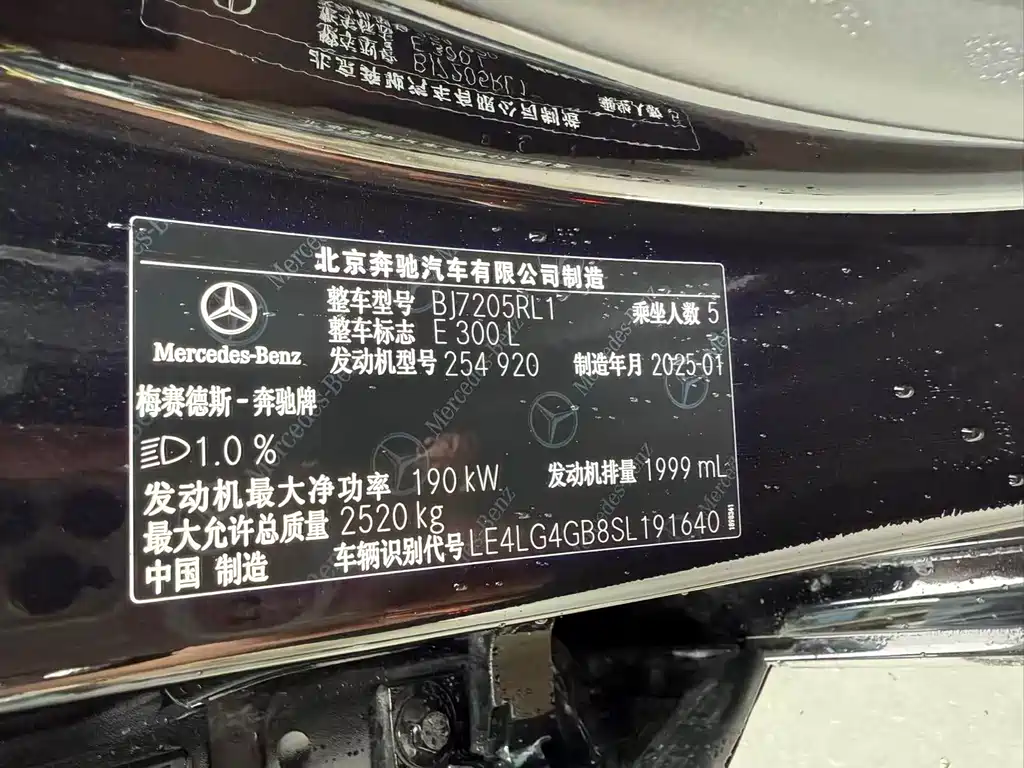 北京奔驰汽车有限公司制造
整车型号 BJ7205RL1 乘坐人数 5
整车标志 E 300 L
Mercedes-Benz 发动机型号 254 920 制造年月 2025-01
梅赛德斯-奔驰牌
1.0 %
发动机最大净功率 190 kW 发动机排量 1999 mL
最大允许总质量 2520 kg
中国 制造 车辆识别代号 LE4LG4GB8SL191640